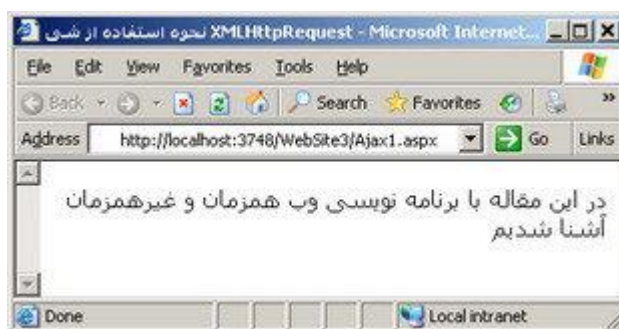 نحوه استفاده از شی XMLHttpRequest - Microsoft Internet...
File Edit View Favorites Tools Help
Back Search Favorites »
Address http://localhost:3748/WebSite3/Ajax1.aspx Go Links
در این مقاله با برنامه نویسی وب همزمان و غیرهمزمان
آشنا شدیم
Done Local intranet